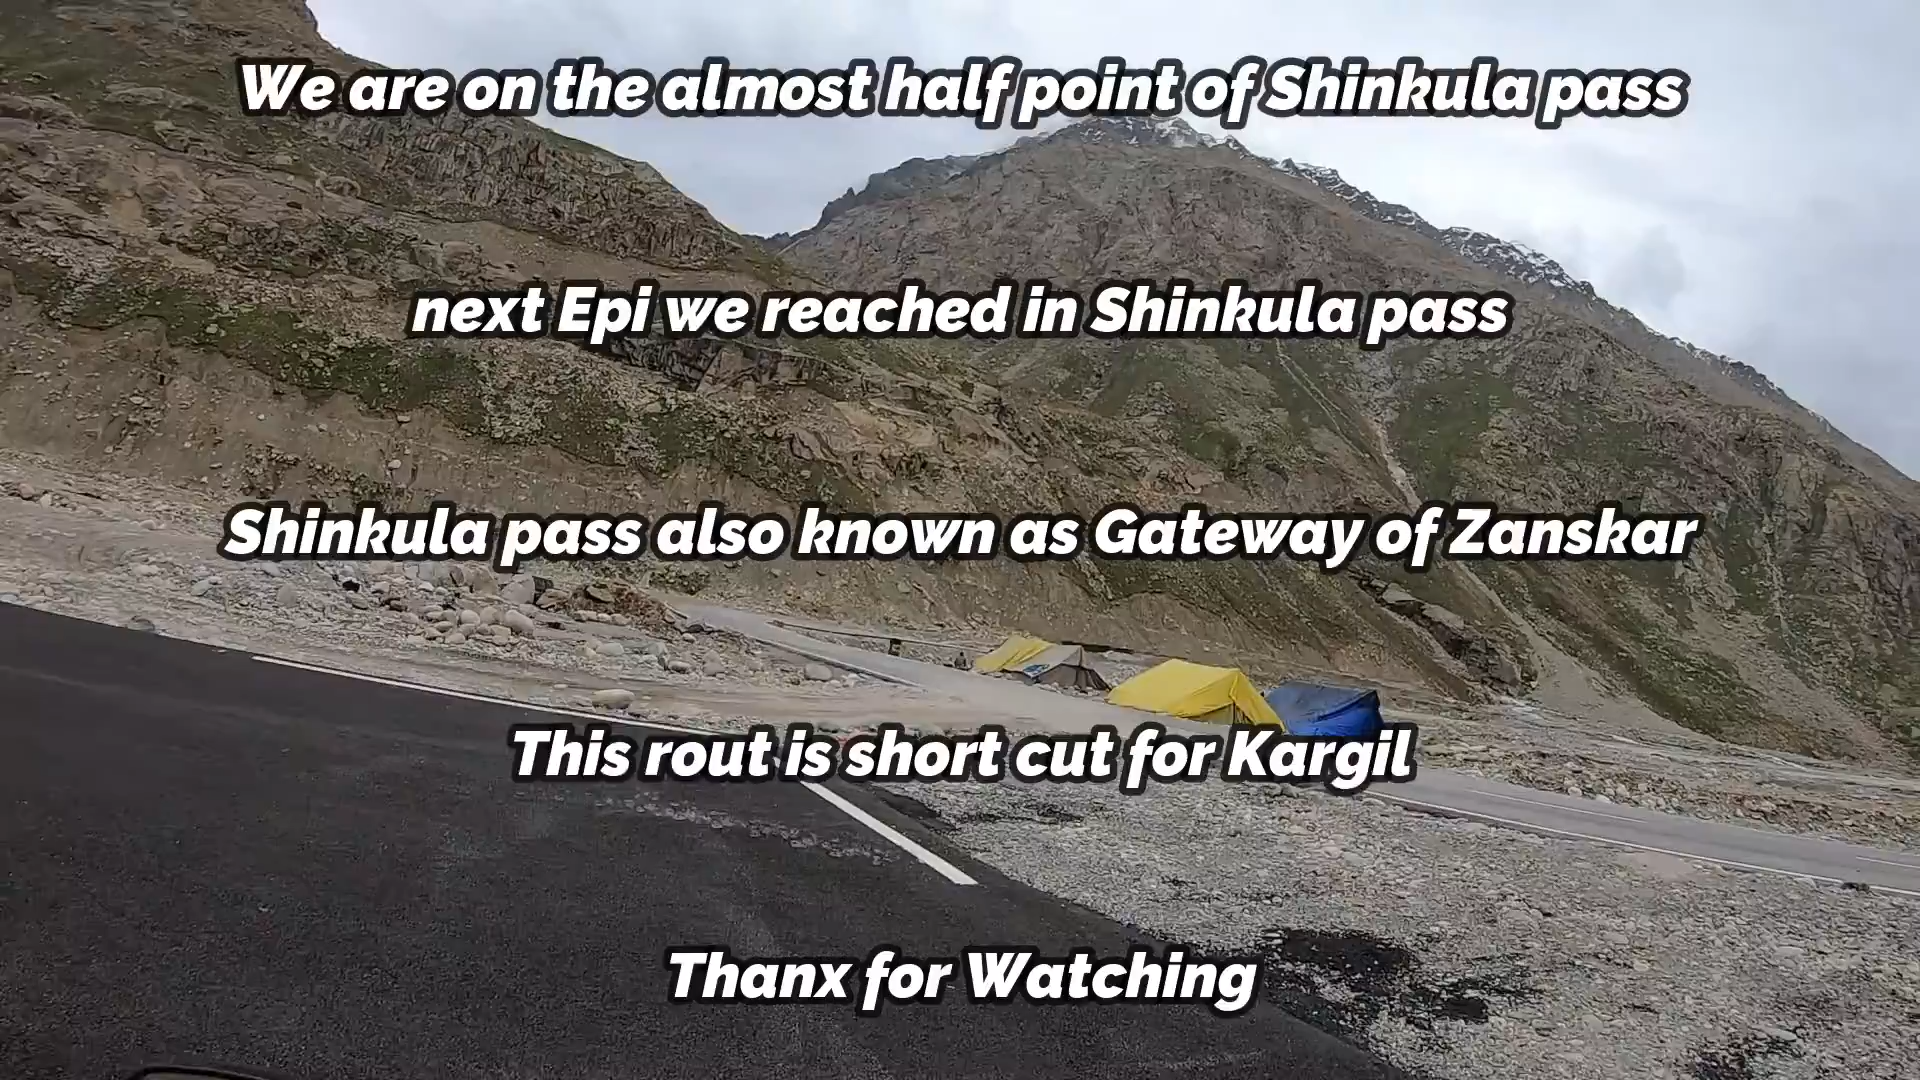 We are on the almost half point of Shinkula pass
next Epi we reached in Shinkula pass
Shinkula pass also known as Gateway of Zanskar
This rout is short cut for Kargil
Thanx for Watching